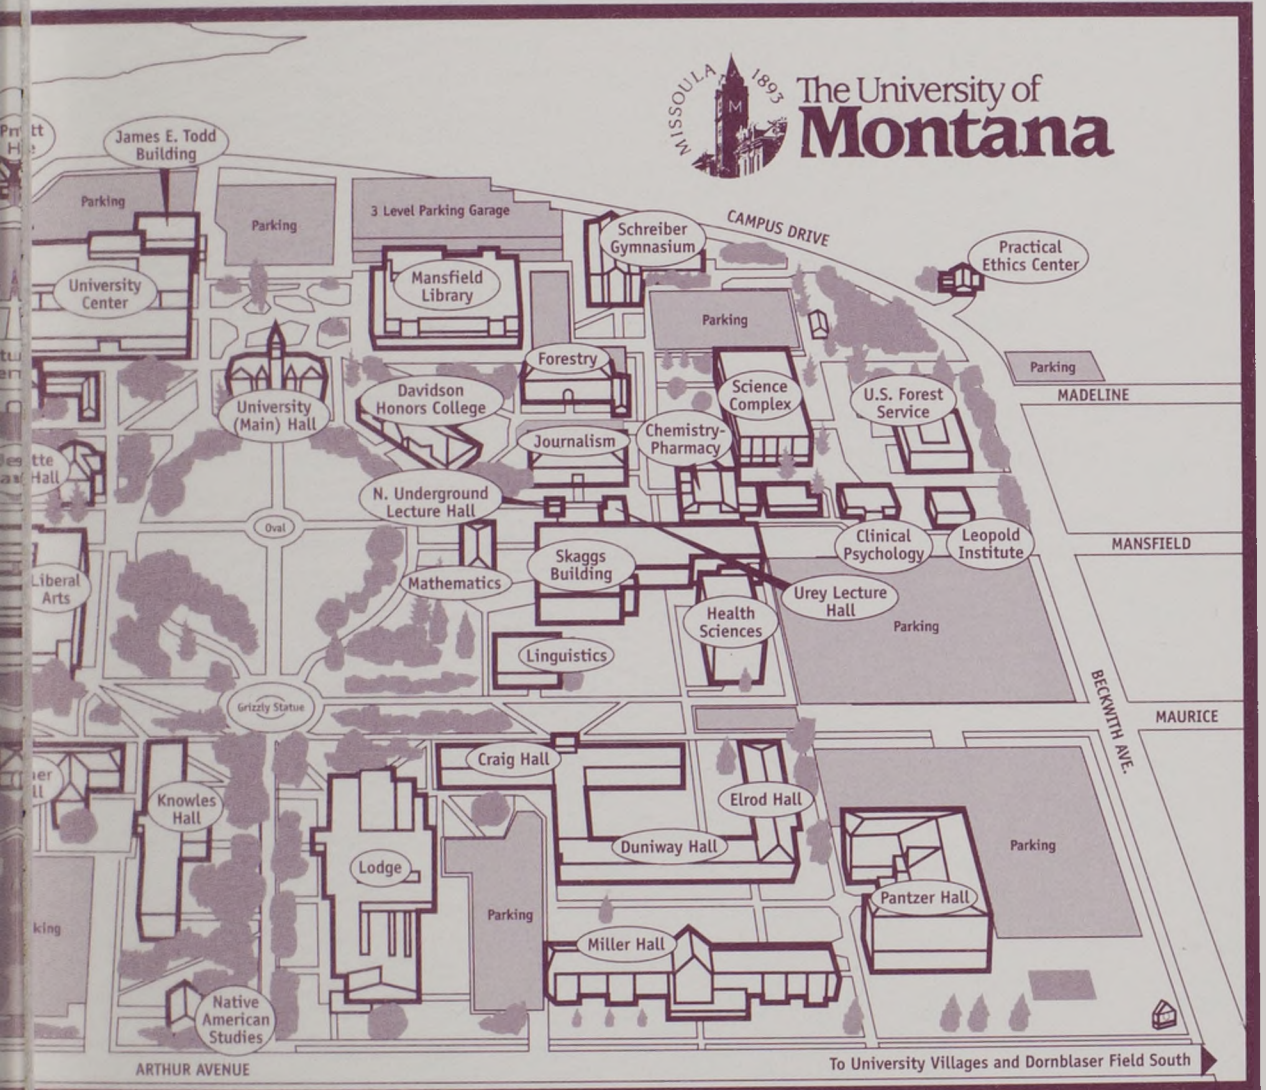 MISSOULA 1893
M
The University of
Montana
James E. Todd
Building
Parking
Parking
3 Level Parking Garage
Schreiber
Gymnasium
CAMPUS DRIVE
Practical
Ethics Center
University
Center
Mansfield
Library
Parking
Forestry
Parking
MADELINE
Davidson
Honors College
Science
Complex
U.S. Forest
Service
University
(Main) Hall
Journalism
Chemistry-
Pharmacy
Hall
N. Underground
Lecture Hall
Oval
Clinical
Psychology
Leopold
Institute
MANSFIELD
Liberal
Arts
Mathematics
Skaggs
Building
Urey Lecture
Hall
Health
Sciences
Parking
Linguistics
Grizzly Statue
BECKWITH AVE.
MAURICE
Craig Hall
Knowles
Hall
Elrod Hall
Duniway Hall
Parking
Lodge
Pantzer Hall
Parking
Miller Hall
Native
American
Studies
ARTHUR AVENUE
To University Villages and Dornblaser Field South